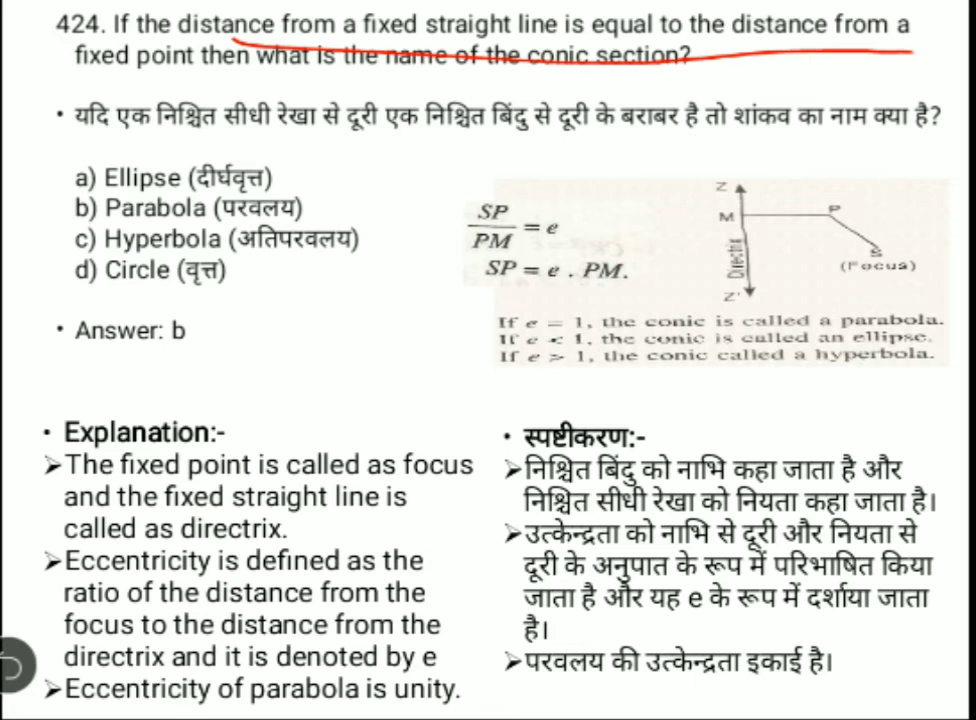 424. If the distance from a fixed straight line is equal to the distance from a
fixed point then what is the name of the conic section?
• यदि एक निश्चित सीधी रेखा से दूरी एक निश्चित बिंदु से दूरी के बराबर है तो शांकव का नाम क्या है?
a) Ellipse (दीर्घवृत्त)
b) Parabola (परवलय)
c) Hyperbola (अतिपरवलय)
d) Circle (वृत्त)
• Answer: b
SP
PM = e
SP = e . PM.
Z
M
P
Directrix
S
(Focus)
Z'
If e = 1, the conic is called a parabola.
If e < 1, the conic is called an ellipse.
If e > 1, the conic called a hyperbola.
• Explanation:-
➢The fixed point is called as focus
and the fixed straight line is
called as directrix.
➢Eccentricity is defined as the
ratio of the distance from the
focus to the distance from the
directrix and it is denoted by e
➢Eccentricity of parabola is unity.
• स्पष्टीकरण:-
➢निश्चित बिंदु को नाभि कहा जाता है और
निश्चित सीधी रेखा को नियता कहा जाता है।
➢उत्केन्द्रता को नाभि से दूरी और नियता से
दूरी के अनुपात के रूप में परिभाषित किया
जाता है और यह e के रूप में दर्शाया जाता
है।
➢परवलय की उत्केन्द्रता इकाई है।